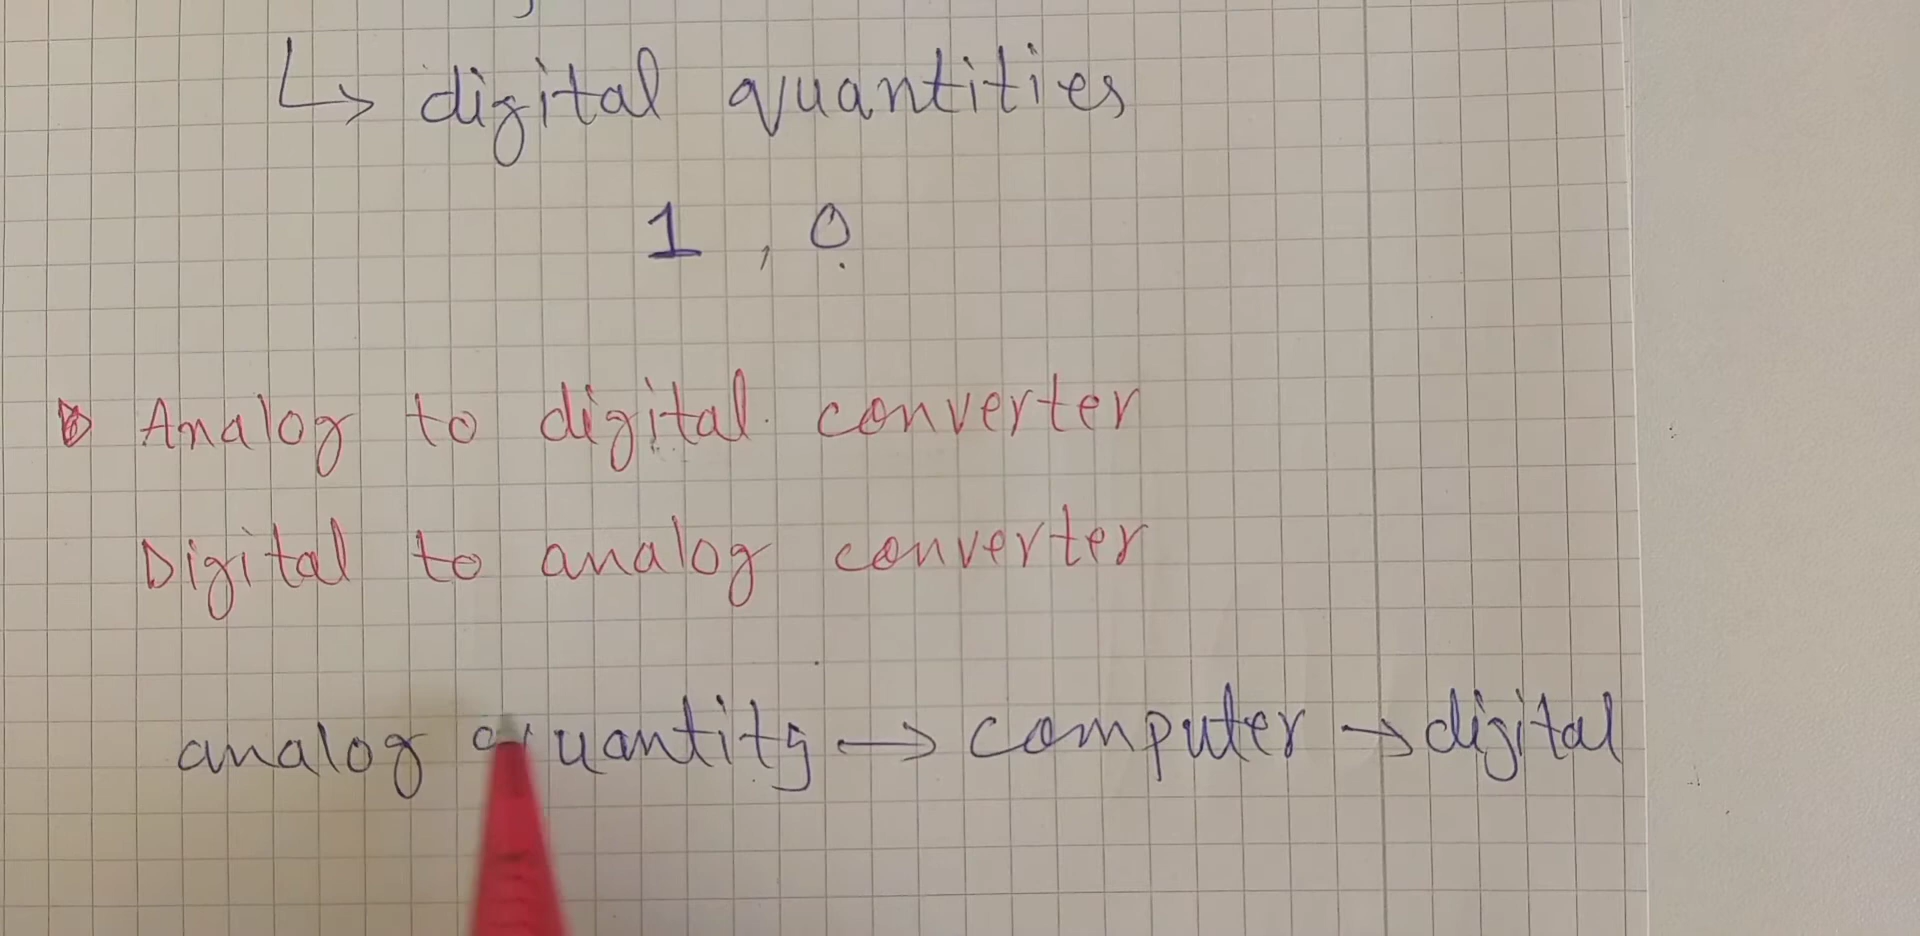 ↳ digital quantities
1 , 0
Analog to digital converter
Digital to analog converter
analog quantity → computer → digital